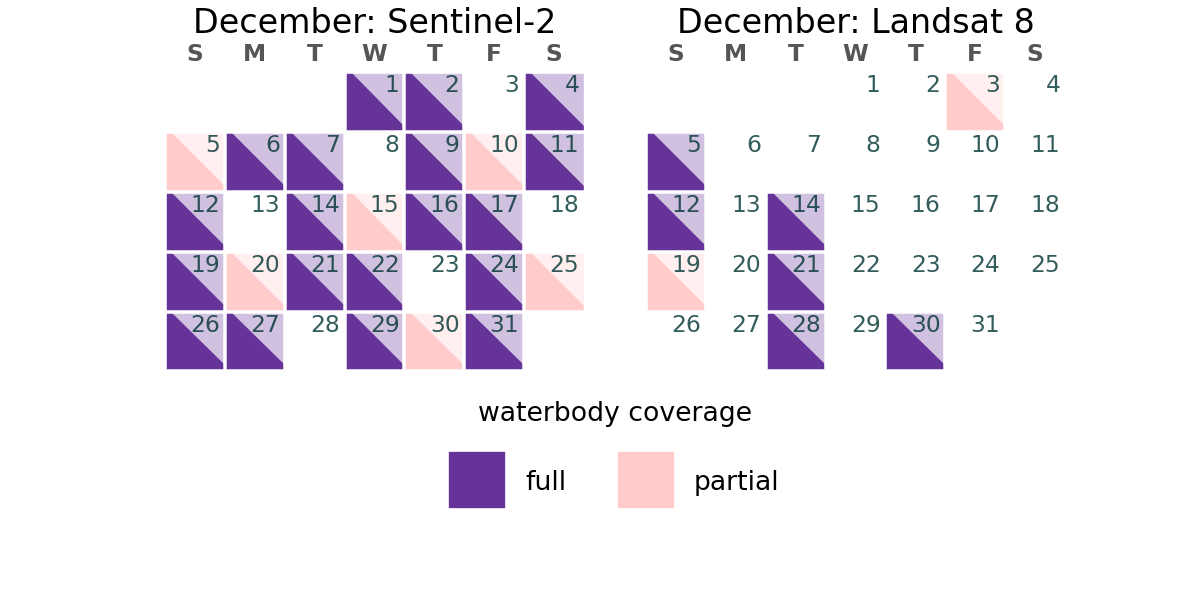 December: Sentinel-2
S M T W T F S
1 2 3 4
5 6 7 8 9 10 11
12 13 14 15 16 17 18
19 20 21 22 23 24 25
26 27 28 29 30 31
December: Landsat 8
S M T W T F S
1 2 3 4
5 6 7 8 9 10 11
12 13 14 15 16 17 18
19 20 21 22 23 24 25
26 27 28 29 30 31
waterbody coverage
full
partial